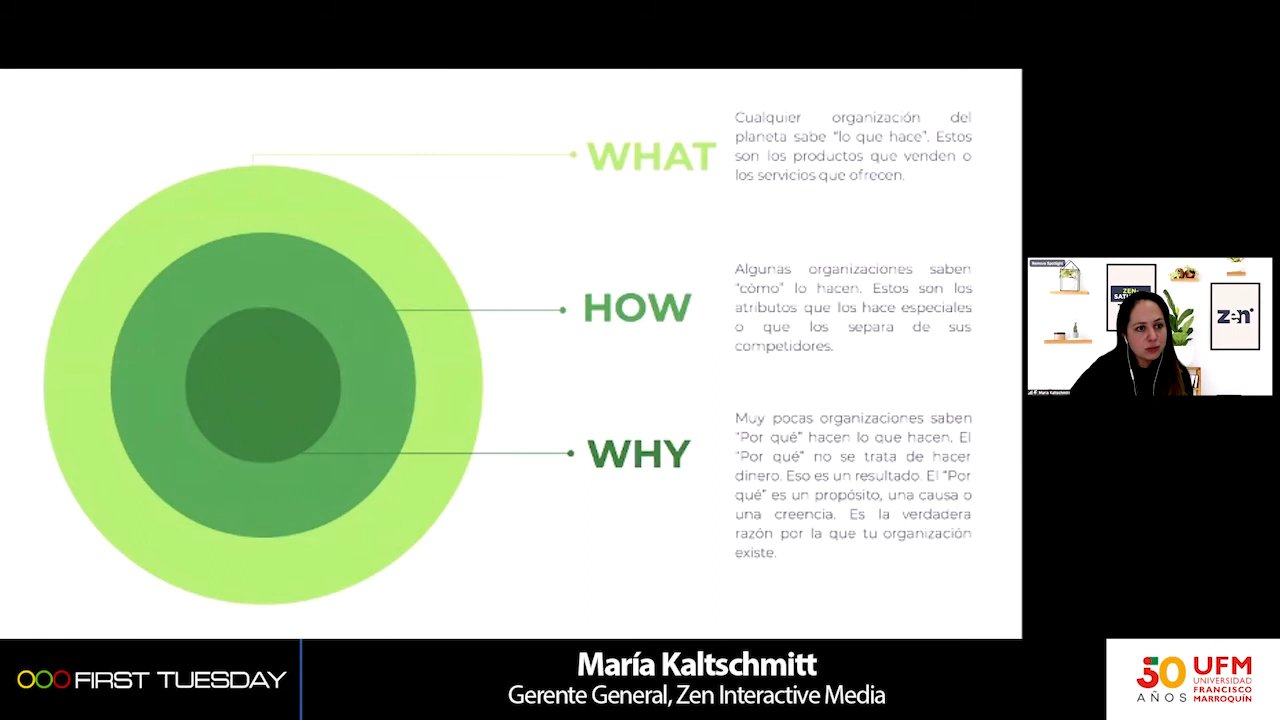 WHAT
Cualquier organización del
planeta sabe “lo que hace”. Estos
son los productos que venden o
los servicios que ofrecen.
HOW
Algunas organizaciones saben
“cómo” lo hacen. Estos son los
atributos que los hace especiales
o que los separa de sus
competidores.
WHY
Muy pocas organizaciones saben
“Por qué” hacen lo que hacen. El
“Por qué” no se trata de hacer
dinero. Eso es un resultado. El “Por
qué” es un propósito, una causa o
una creencia. Es la verdadera
razón por la que tu organización
existe.
Remove Spotlight
zen
María Kaltschmitt
FIRST TUESDAY
María Kaltschmitt
Gerente General, Zen Interactive Media
50
AÑOS
UFM
UNIVERSIDAD
FRANCISCO
MARROQUÍN